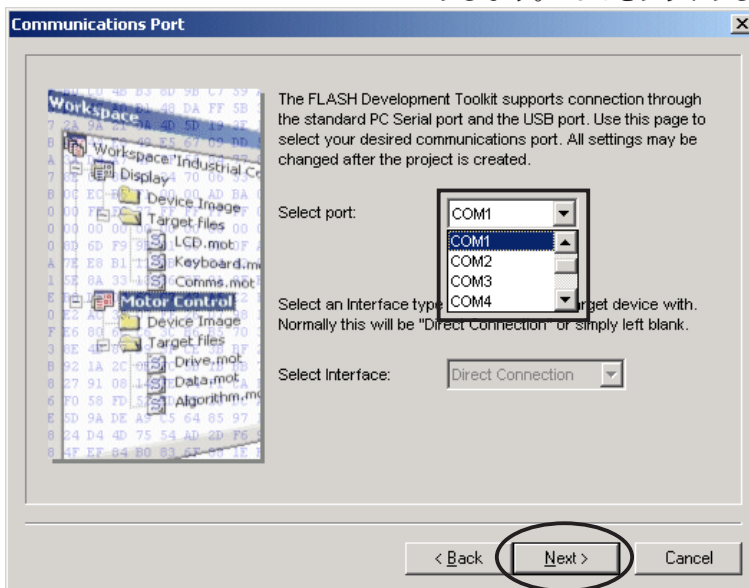 Communications Port
The FLASH Development Toolkit supports connection through
the standard PC Serial port and the USB port. Use this page to
select your desired communications port. All settings may be
changed after the project is created.
Select port:
COM1
COM1
COM2
COM3
COM4
Select an Interface type
target device with.
Normally this will be "Direct Connection" or simply left blank.
Select Interface:
Direct Connection
Workspace
Workspace "Industrial
Display
Device Image
Target files
LCD.mot
Keyboard.m
Comms.mot
Motor Control
Device Image
Target files
Drive.mot
Data.mot
Algorithm.mo
< Back
Next >
Cancel